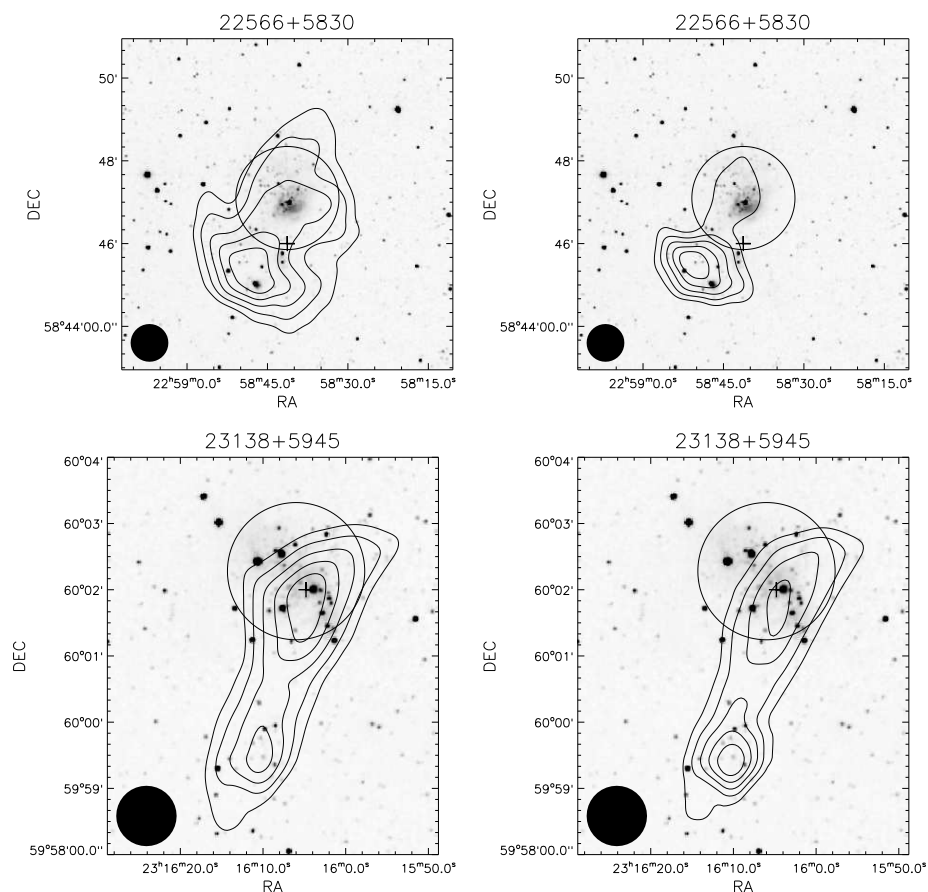 22566+5830
22566+5830
50'
48'
46'
58°44'00.0"
DEC
22ʰ59ᵐ0.0ˢ 58ᵐ45.0ˢ 58ᵐ30.0ˢ 58ᵐ15.0ˢ
RA
50'
48'
46'
58°44'00.0"
DEC
22ʰ59ᵐ0.0ˢ 58ᵐ45.0ˢ 58ᵐ30.0ˢ 58ᵐ15.0ˢ
RA
23138+5945
23138+5945
60°04'
60°03'
60°02'
60°01'
60°00'
59°59'
59°58'00.0"
DEC
23ʰ16ᵐ20.0ˢ 16ᵐ10.0ˢ 16ᵐ0.0ˢ 15ᵐ50.0ˢ
RA
60°04'
60°03'
60°02'
60°01'
60°00'
59°59'
59°58'00.0"
DEC
23ʰ16ᵐ20.0ˢ 16ᵐ10.0ˢ 16ᵐ0.0ˢ 15ᵐ50.0ˢ
RA